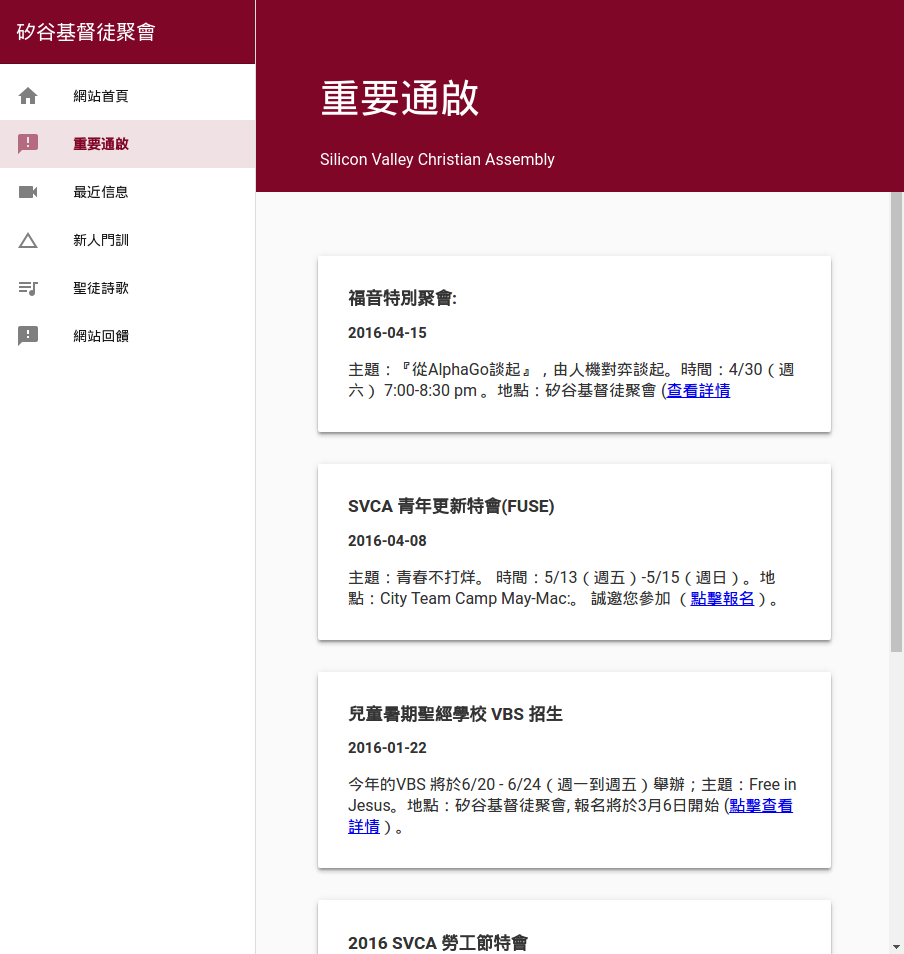 矽谷基督徒聚會
網站首頁
重要通啟
最近信息
新人門訓
聖徒詩歌
網站回饋
重要通啟
Silicon Valley Christian Assembly
福音特別聚會:
2016-04-15
主題：『從AlphaGo談起』，由人機對弈談起。時間：4/30（週
六） 7:00-8:30 pm 。地點：矽谷基督徒聚會 (查看詳情
SVCA 青年更新特會(FUSE)
2016-04-08
主題：青春不打烊。 時間：5/13（週五）-5/15（週日）。地
點：City Team Camp May-Mac:。 誠邀您參加 （點擊報名）。
兒童暑期聖經學校 VBS 招生
2016-01-22
今年的VBS 將於6/20 - 6/24（週一到週五）舉辦；主題：Free in
Jesus。地點：矽谷基督徒聚會, 報名將於3月6日開始 (點擊查看
詳情）。
2016 SVCA 勞工節特會